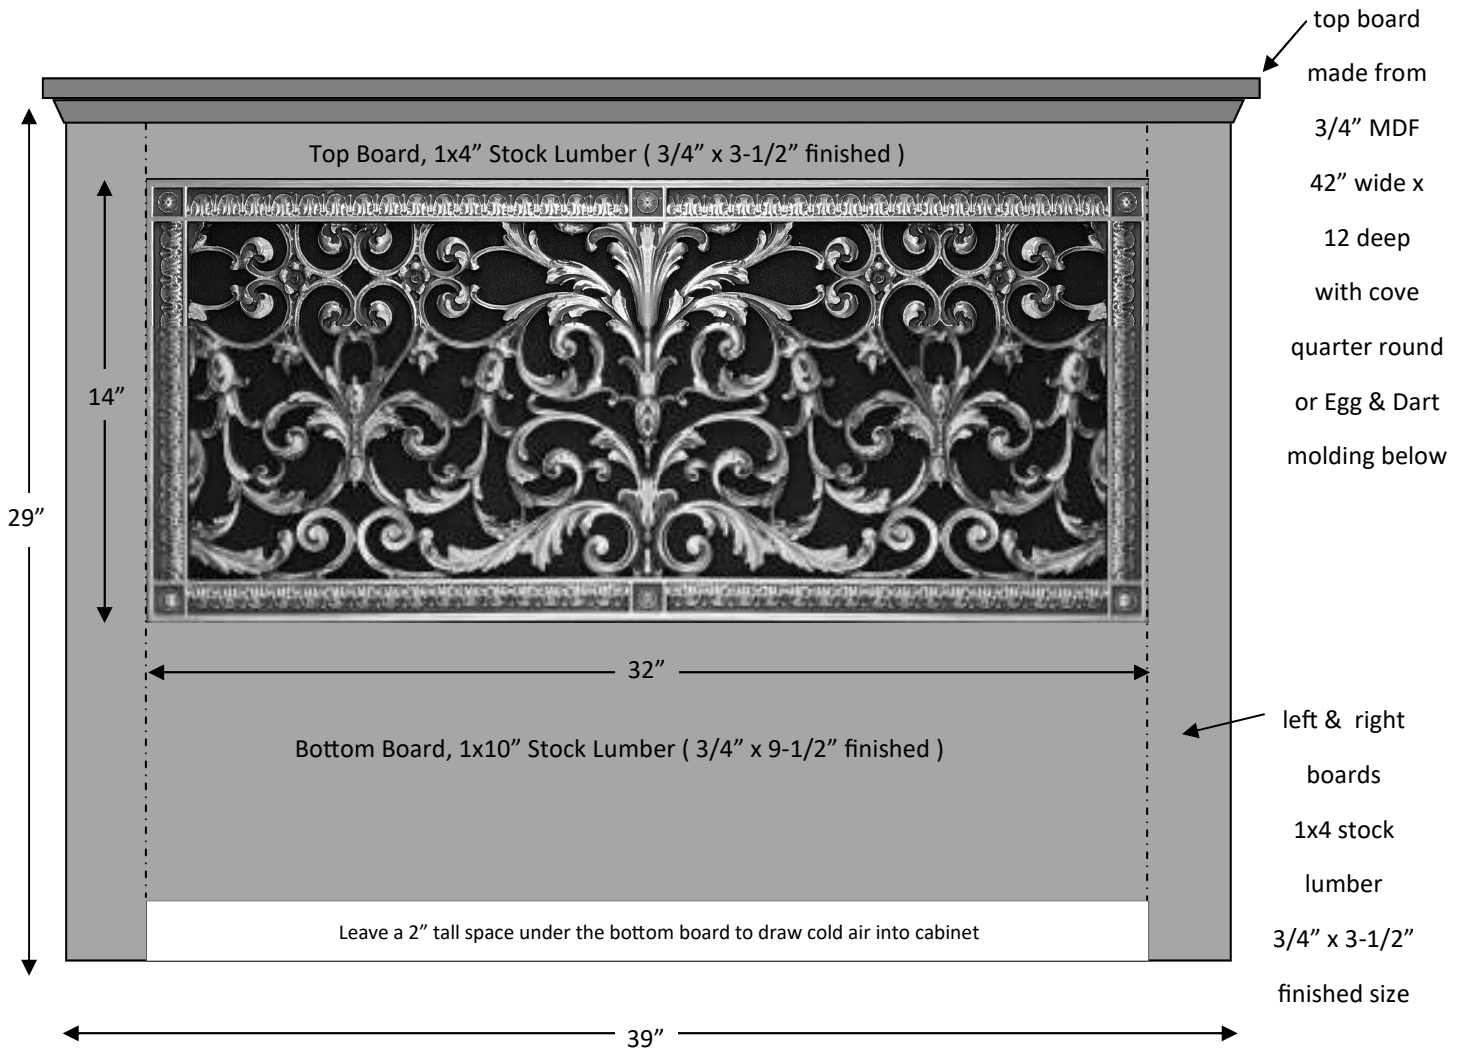 top board
made from
3/4” MDF
42” wide x
12 deep
with cove
quarter round
or Egg & Dart
molding below
Top Board, 1x4” Stock Lumber ( 3/4” x 3-1/2” finished )
14”
29”
32”
Bottom Board, 1x10” Stock Lumber ( 3/4” x 9-1/2” finished )
left & right
boards
1x4 stock
lumber
3/4” x 3-1/2”
finished size
Leave a 2” tall space under the bottom board to draw cold air into cabinet
39”